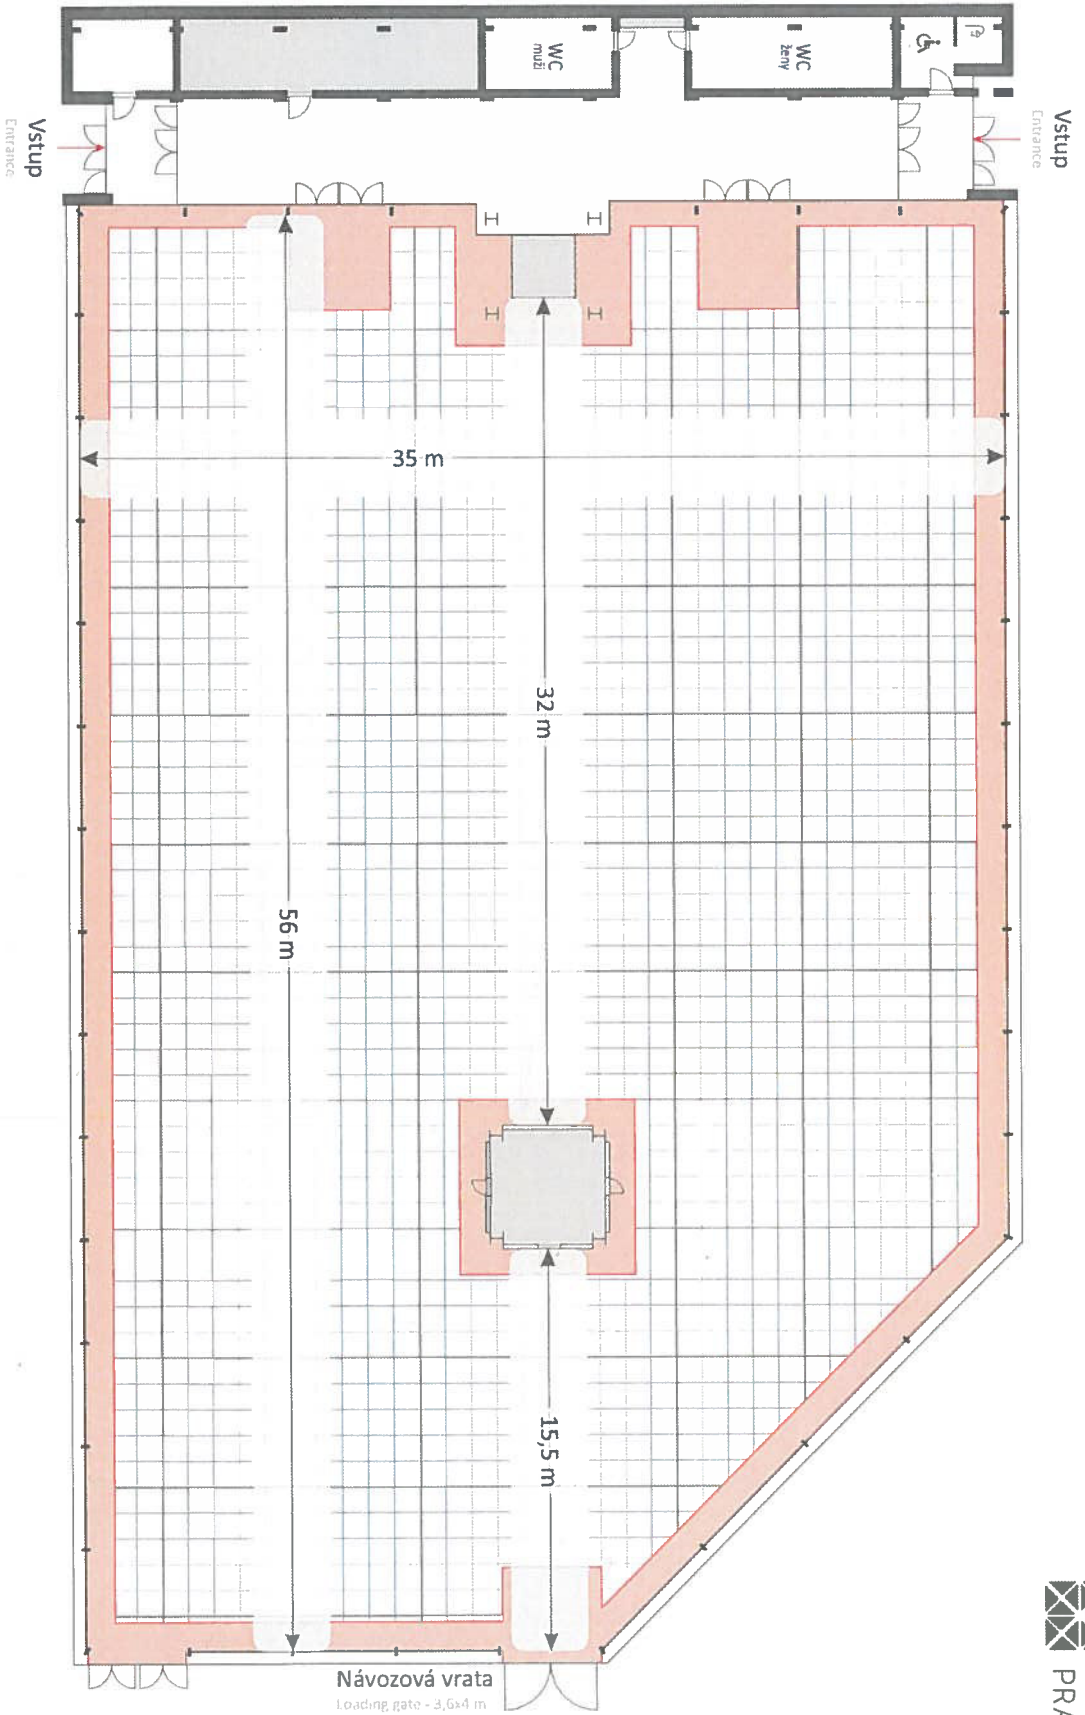 WC
muži
WC
ženy
Vstup
Entrance
Vstup
Entrance
35 m
32 m
56 m
15,5 m
Návozová vrata
Loading gate - 3,6x4 m
PRA